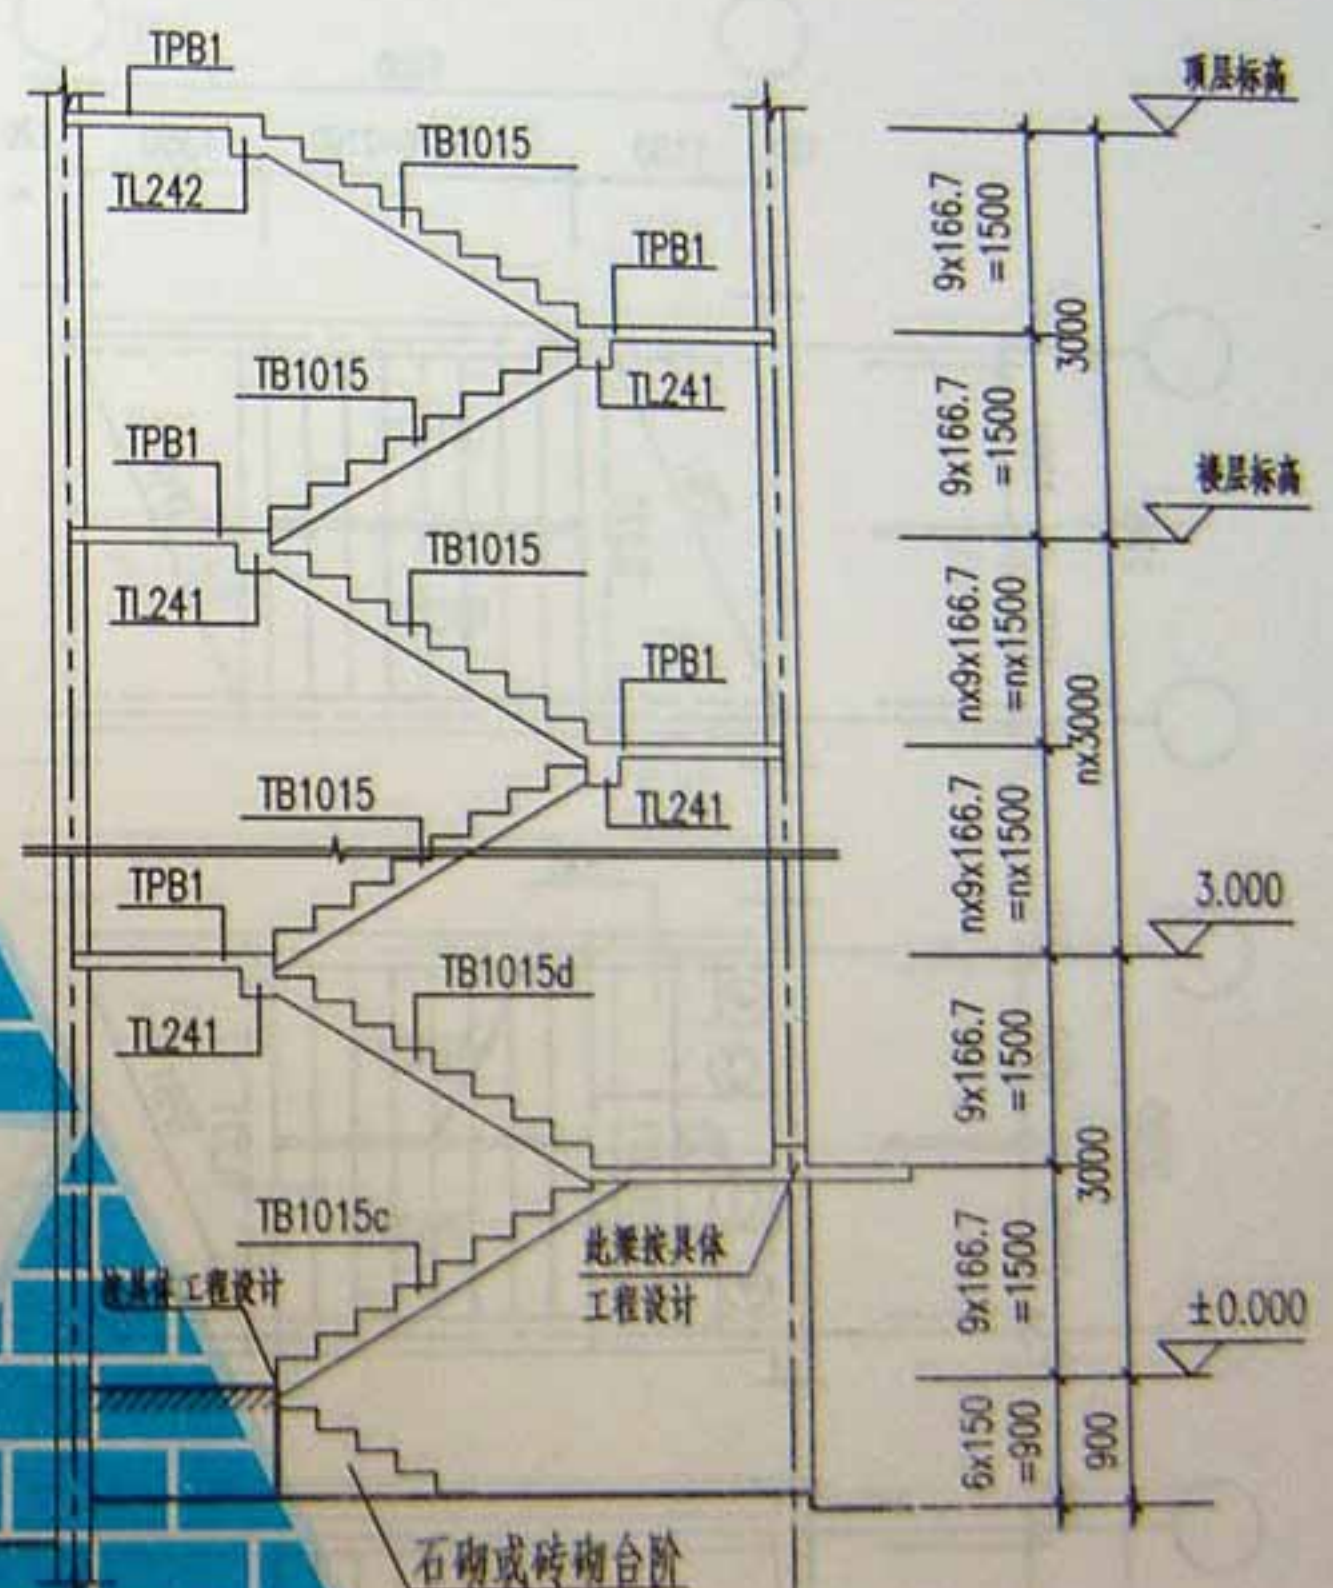 TPB1
顶层标高
TB1015
TL242
9x166.7
=1500
TPB1
3000
TB1015
TL241
9x166.7
=1500
TPB1
楼层标高
TB1015
TL241
nx9x166.7
=nx1500
TPB1
nx3000
TB1015
TL241
nx9x166.7
=nx1500
TPB1
3.000
TB1015d
TL241
9x166.7
=1500
3000
TB1015c
此梁按具体
工程设计
按具体工程设计
9x166.7
=1500
±0.000
6x150
=900
900
石砌或砖砌台阶